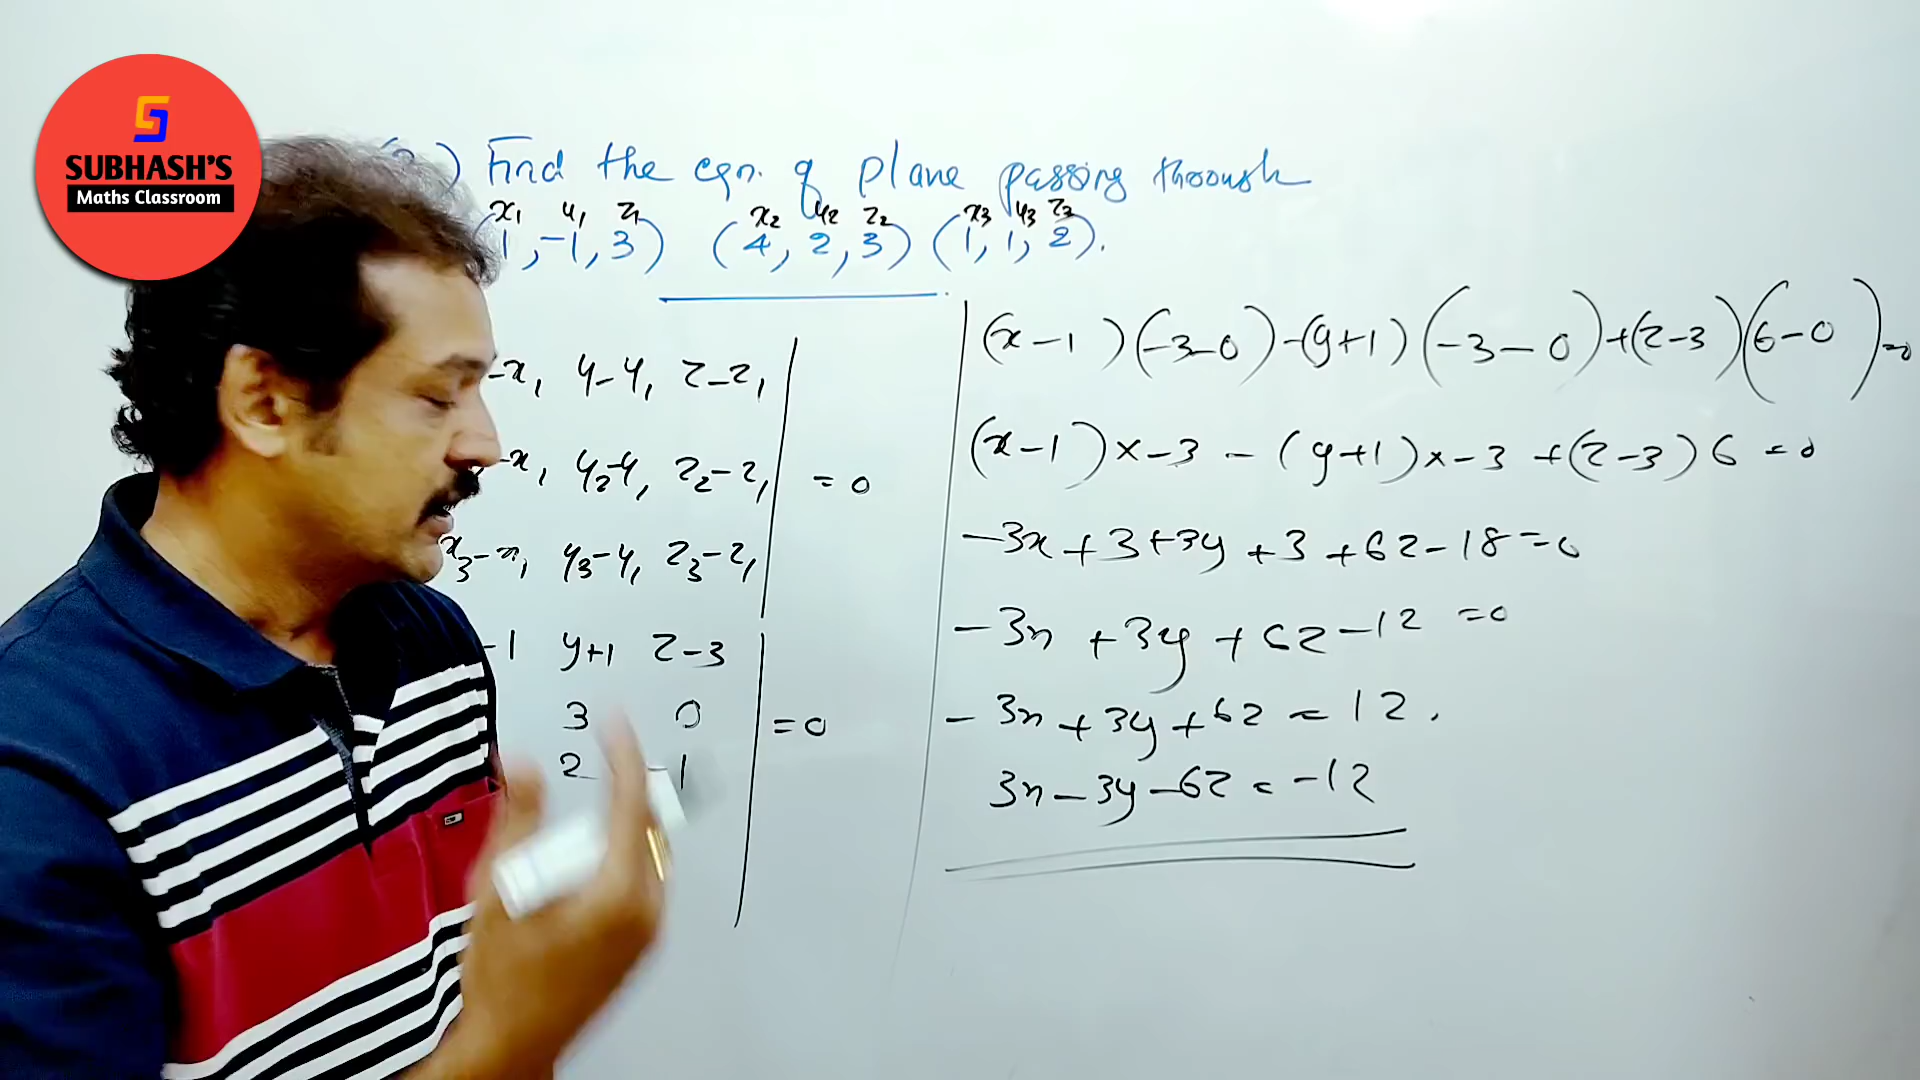 SUBHASH'S
Maths Classroom
) Find the eqn. of plane passing through
x₁ y₁ z₁ x₂ y₂ z₂ x₃ y₃ z₃
(1, -1, 3) (4, 2, 3) (1, 1, 2).
-x₁ y-y₁ z-z₁
-x₁ y₂-y₁ z₂-z₁ = 0
x₃-x₁ y₃-y₁ z₃-z₁
-1 y+1 z-3
3 0 = 0
2 -1
(x-1)(-3-0) -(y+1)(-3-0) +(z-3)(6-0) = 0
(x-1)x-3 - (y+1)x-3 +(z-3)6 = 0
-3x+3+3y+3+6z-18=0
-3x +3y +6z -12 =0
-3x+3y+6z = 12.
3x-3y-6z = -12